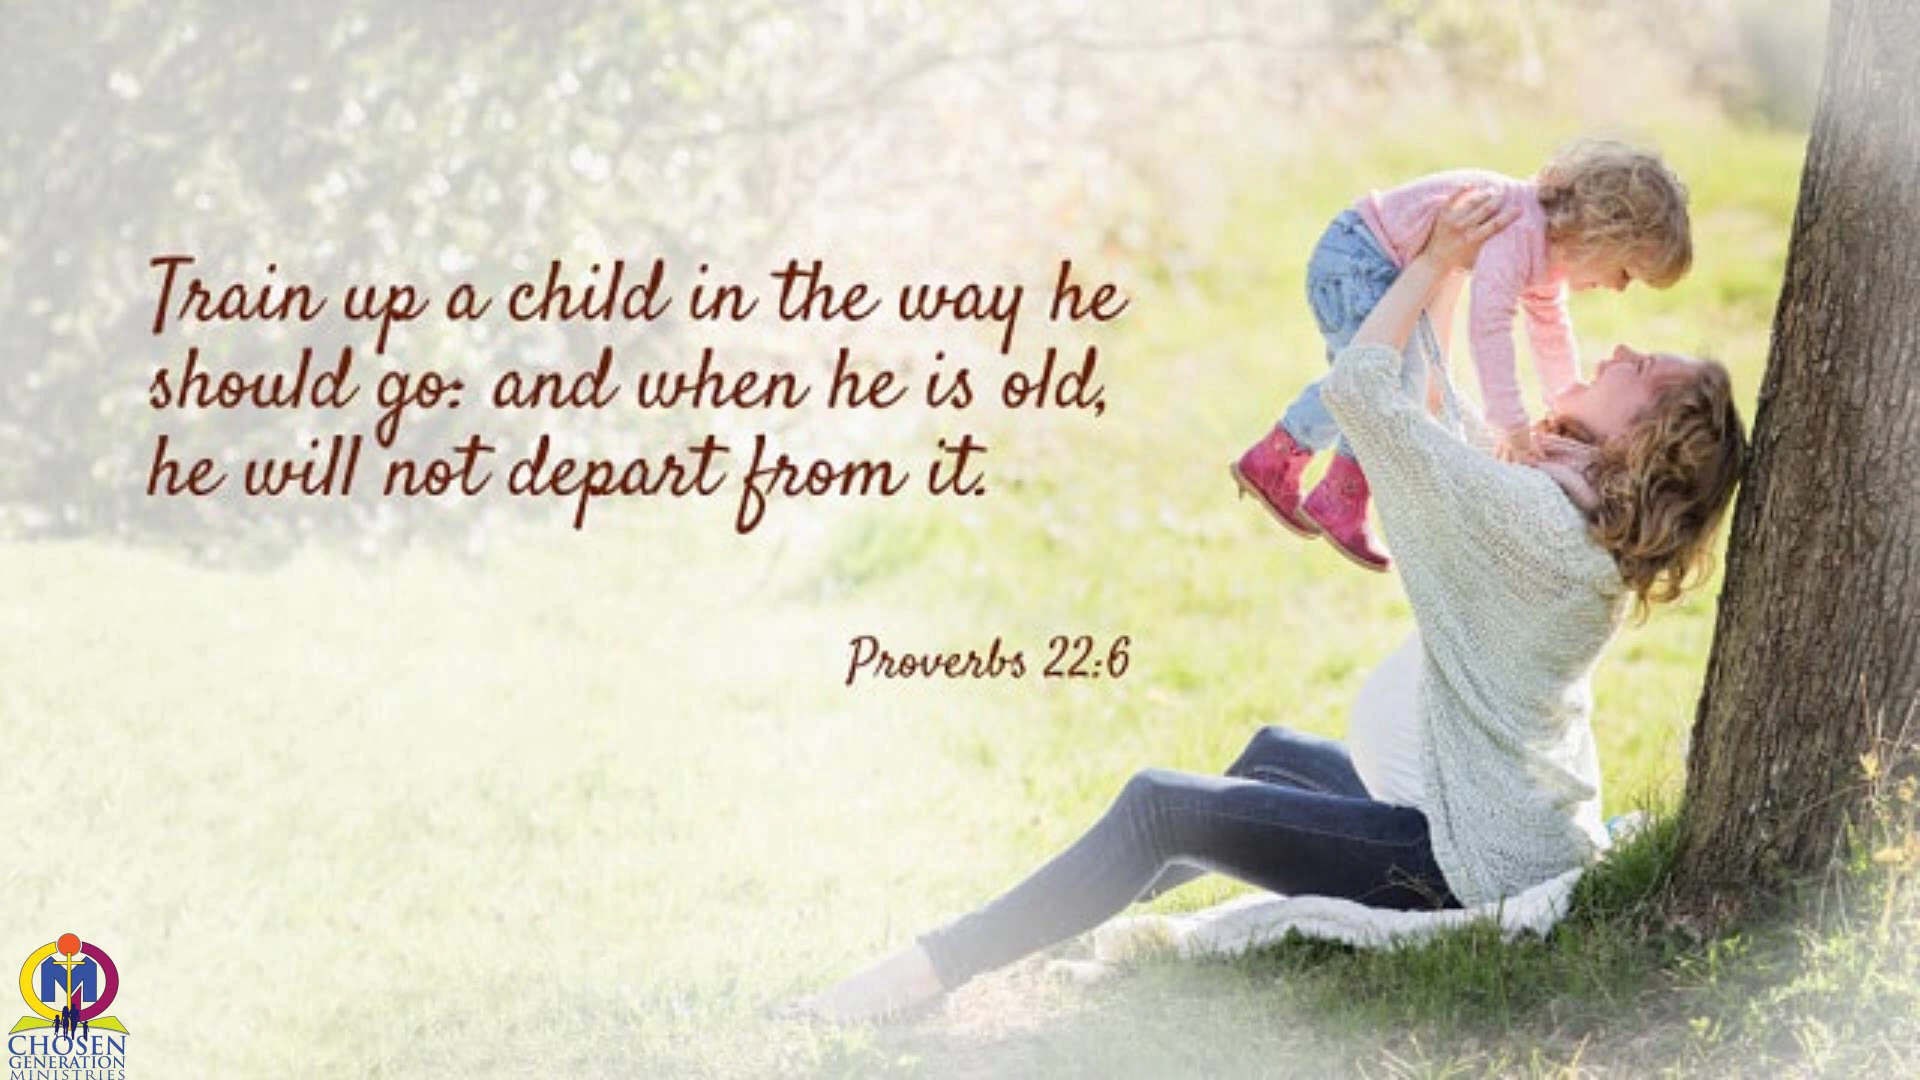 Train up a child in the way he
should go: and when he is old,
he will not depart from it.
Proverbs 22:6
CHOSEN
GENERATION
MINISTRIES